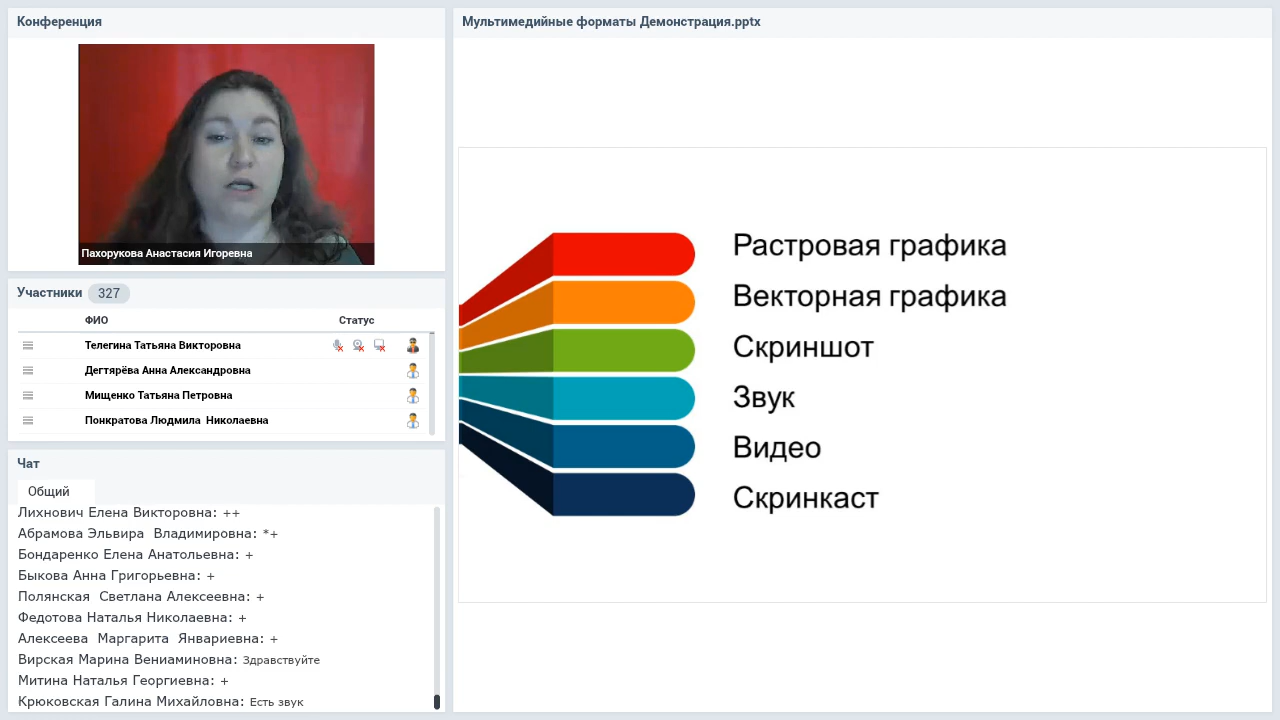 Конференция
Пахорукова Анастасия Игоревна
Участники 327
ФИО Статус
Телегина Татьяна Викторовна
Дегтярёва Анна Александровна
Мищенко Татьяна Петровна
Понкратова Людмила Николаевна
Чат
Общий
Лихнович Елена Викторовна: ++
Абрамова Эльвира Владимировна: *+
Бондаренко Елена Анатольевна: +
Быкова Анна Григорьевна: +
Полянская Светлана Алексеевна: +
Федотова Наталья Николаевна: +
Алексеева Маргарита Январиевна: +
Вирская Марина Вениаминовна: Здравствуйте
Митина Наталья Георгиевна: +
Крюковская Галина Михайловна: Есть звук
Мультимедийные форматы Демонстрация.pptx
Растровая графика
Векторная графика
Скриншот
Звук
Видео
Скринкаст